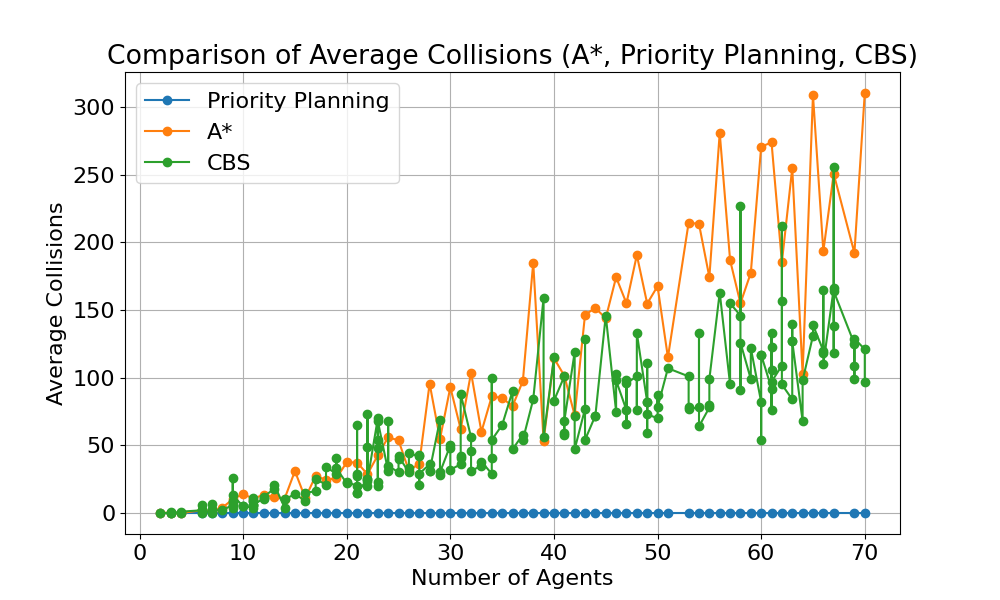 Comparison of Average Collisions (A*, Priority Planning, CBS)
Priority Planning
A*
CBS
Average Collisions
300
250
200
150
100
50
0
0 10 20 30 40 50 60 70
Number of Agents